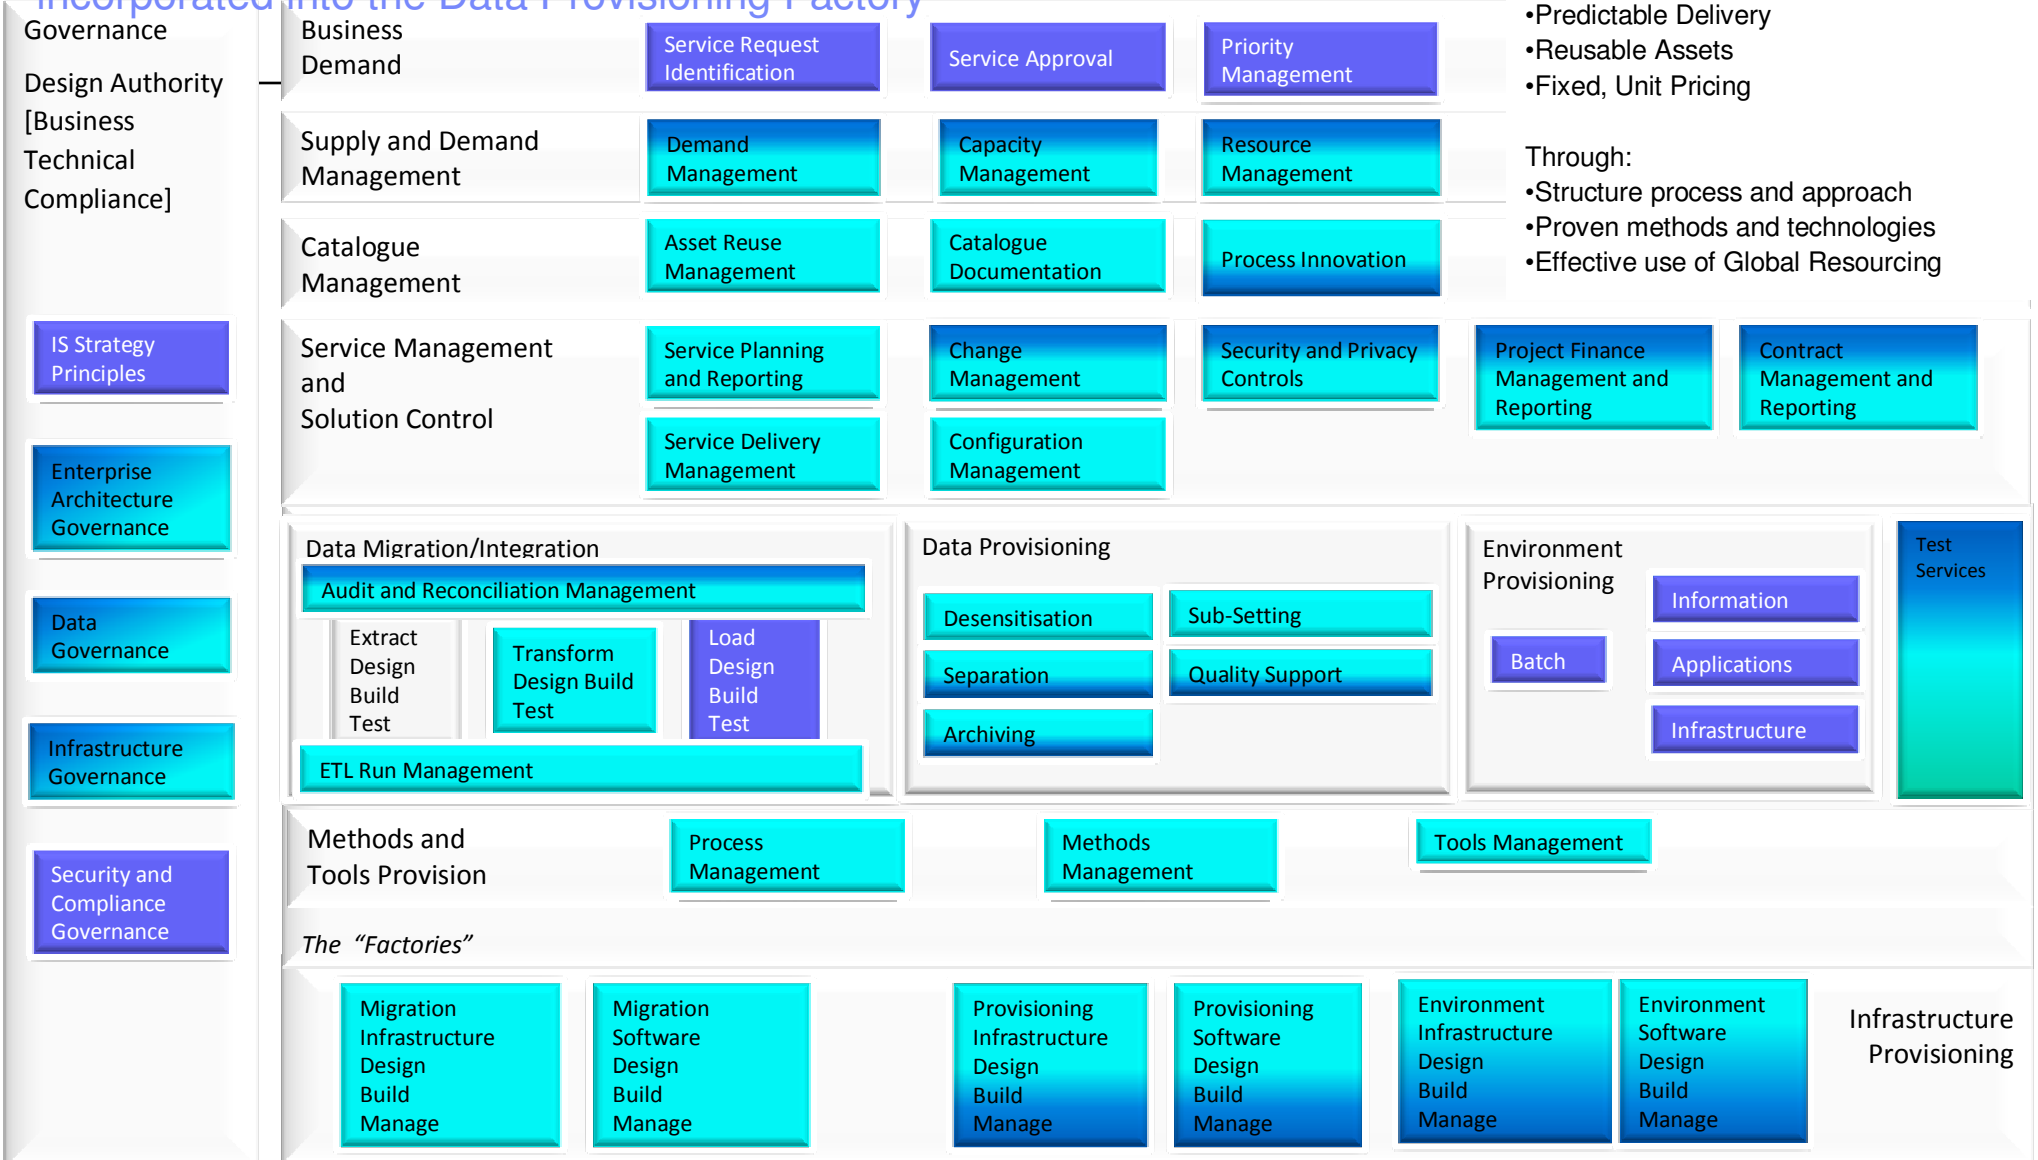 Incorporated into the Data Provisioning Factory
Governance
Design Authority
[Business
Technical
Compliance]
IS Strategy
Principles
Enterprise
Architecture
Governance
Data
Governance
Infrastructure
Governance
Security and
Compliance
Governance
Business
Demand
Service Request
Identification
Service Approval
Priority
Management
•Predictable Delivery
•Reusable Assets
•Fixed, Unit Pricing
Through:
•Structure process and approach
•Proven methods and technologies
•Effective use of Global Resourcing
Supply and Demand
Management
Demand
Management
Capacity
Management
Resource
Management
Catalogue
Management
Asset Reuse
Management
Catalogue
Documentation
Process Innovation
Service Management
and
Solution Control
Service Planning
and Reporting
Change
Management
Security and Privacy
Controls
Project Finance
Management and
Reporting
Contract
Management and
Reporting
Service Delivery
Management
Configuration
Management
Data Migration/Integration
Audit and Reconciliation Management
Extract
Design
Build
Test
Transform
Design Build
Test
Load
Design
Build
Test
ETL Run Management
Data Provisioning
Desensitisation
Sub-Setting
Separation
Quality Support
Archiving
Environment
Provisioning
Information
Batch
Applications
Infrastructure
Test
Services
Methods and
Tools Provision
Process
Management
Methods
Management
Tools Management
The “Factories”
Migration
Infrastructure
Design
Build
Manage
Migration
Software
Design
Build
Manage
Provisioning
Infrastructure
Design
Build
Manage
Provisioning
Software
Design
Build
Manage
Environment
Infrastructure
Design
Build
Manage
Environment
Software
Design
Build
Manage
Infrastructure
Provisioning